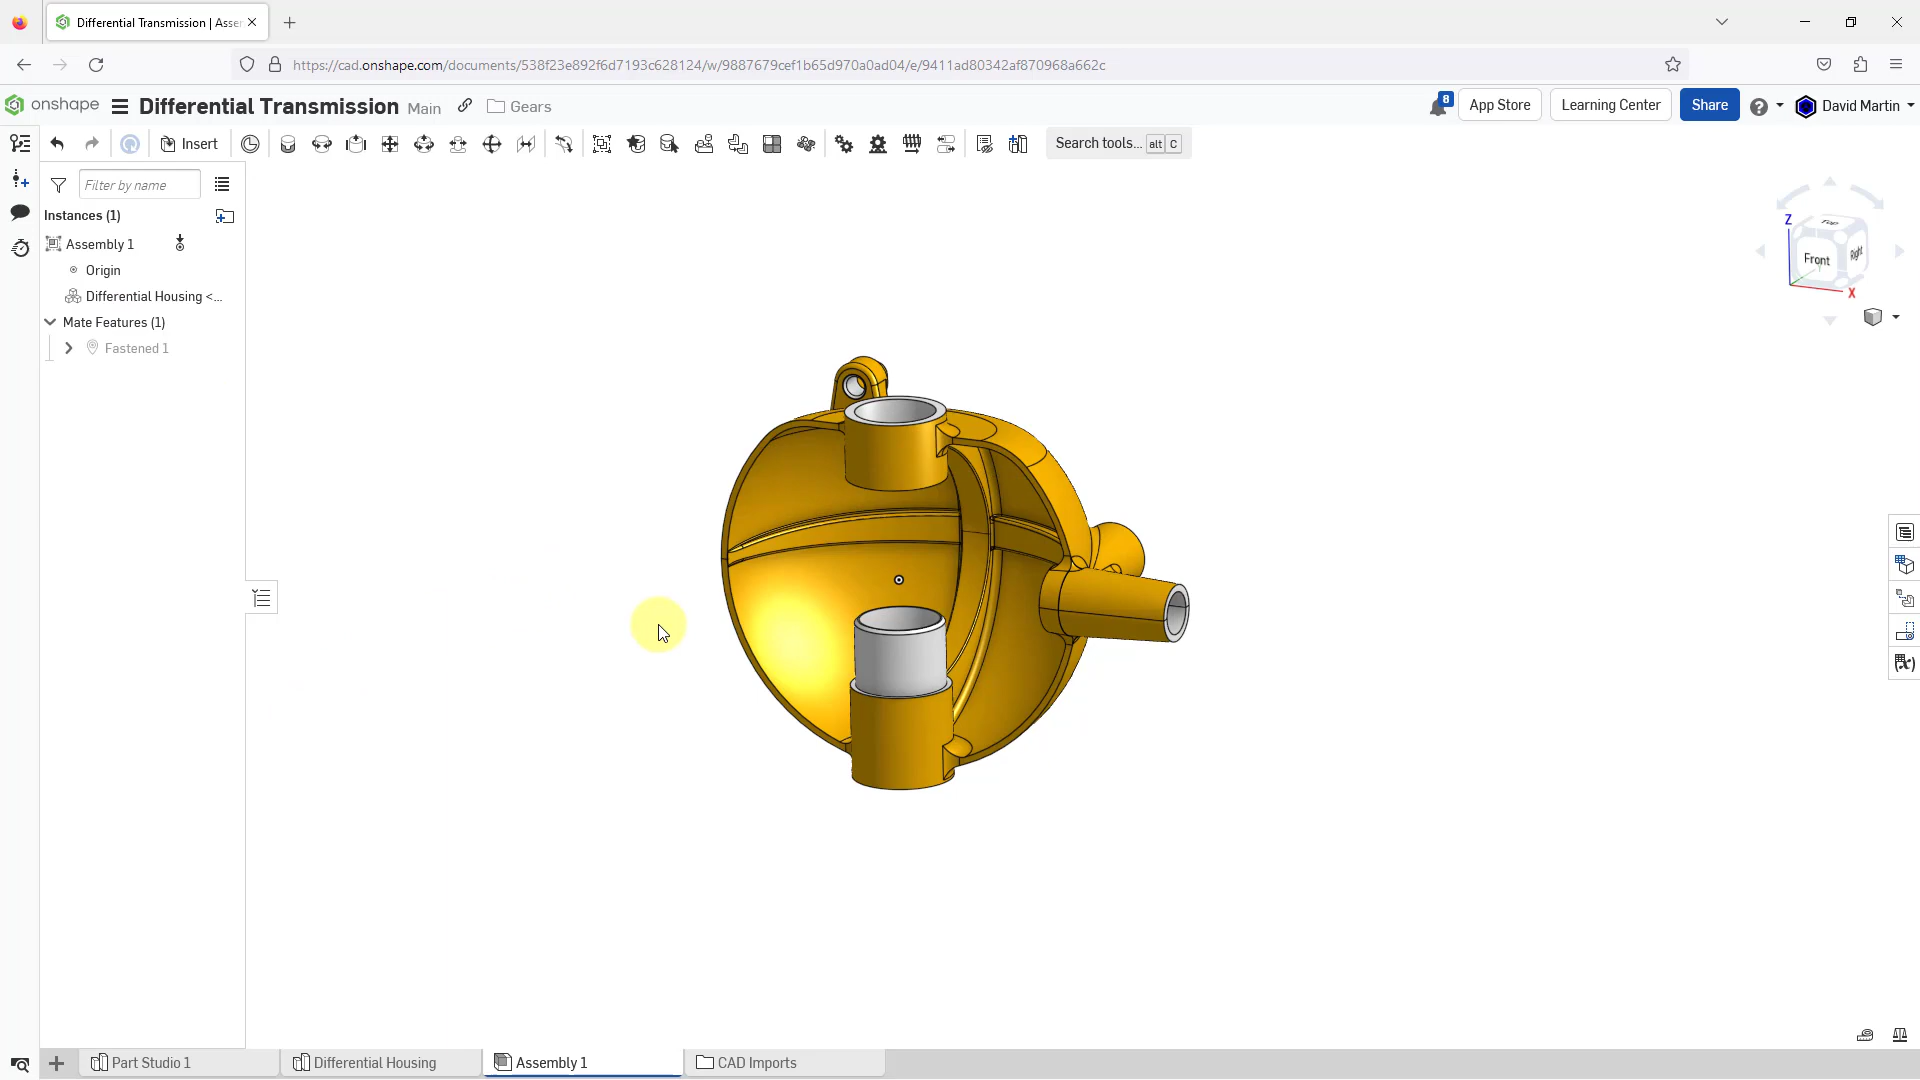 Differential Transmission | Asser
https://cad.onshape.com/documents/538f23e892f6d7193c628124/w/9887679cef1b65d970a0ad04/e/9411ad80342af870968a662c
onshape Differential Transmission Main Gears 8 App Store Learning Center Share David Martin
Insert Search tools... alt C
Filter by name
Instances (1)
Assembly 1
Origin
Differential Housing <...
Mate Features (1)
Fastened 1
Z Top
Front Right
X
Part Studio 1 Differential Housing Assembly 1 CAD Imports